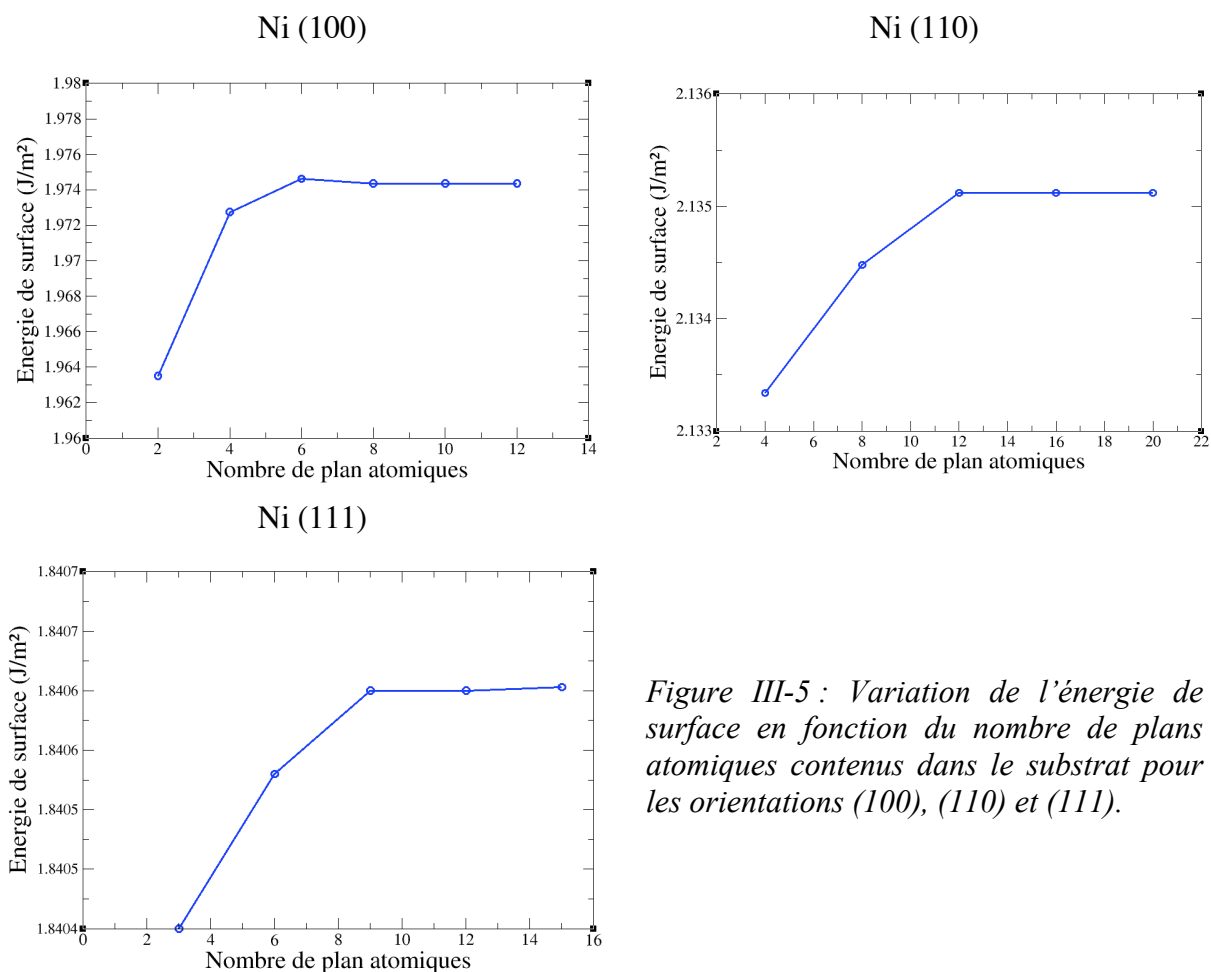 Ni (100)
Energie de surface (J/m²)
1.98
1.978
1.976
1.974
1.972
1.97
1.968
1.966
1.964
1.962
1.96
0 2 4 6 8 10 12 14
Nombre de plan atomiques
Ni (110)
Energie de surface (J/m²)
2.136
2.135
2.134
2.133
2 4 6 8 10 12 14 16 18 20 22
Nombre de plan atomiques
Ni (111)
Energie de surface (J/m²)
1.8407
1.8407
1.8406
1.8406
1.8405
1.8405
1.8404
0 2 4 6 8 10 12 14 16
Nombre de plan atomiques
Figure III-5 : Variation de l’énergie de
surface en fonction du nombre de plans
atomiques contenus dans le substrat pour
les orientations (100), (110) et (111).